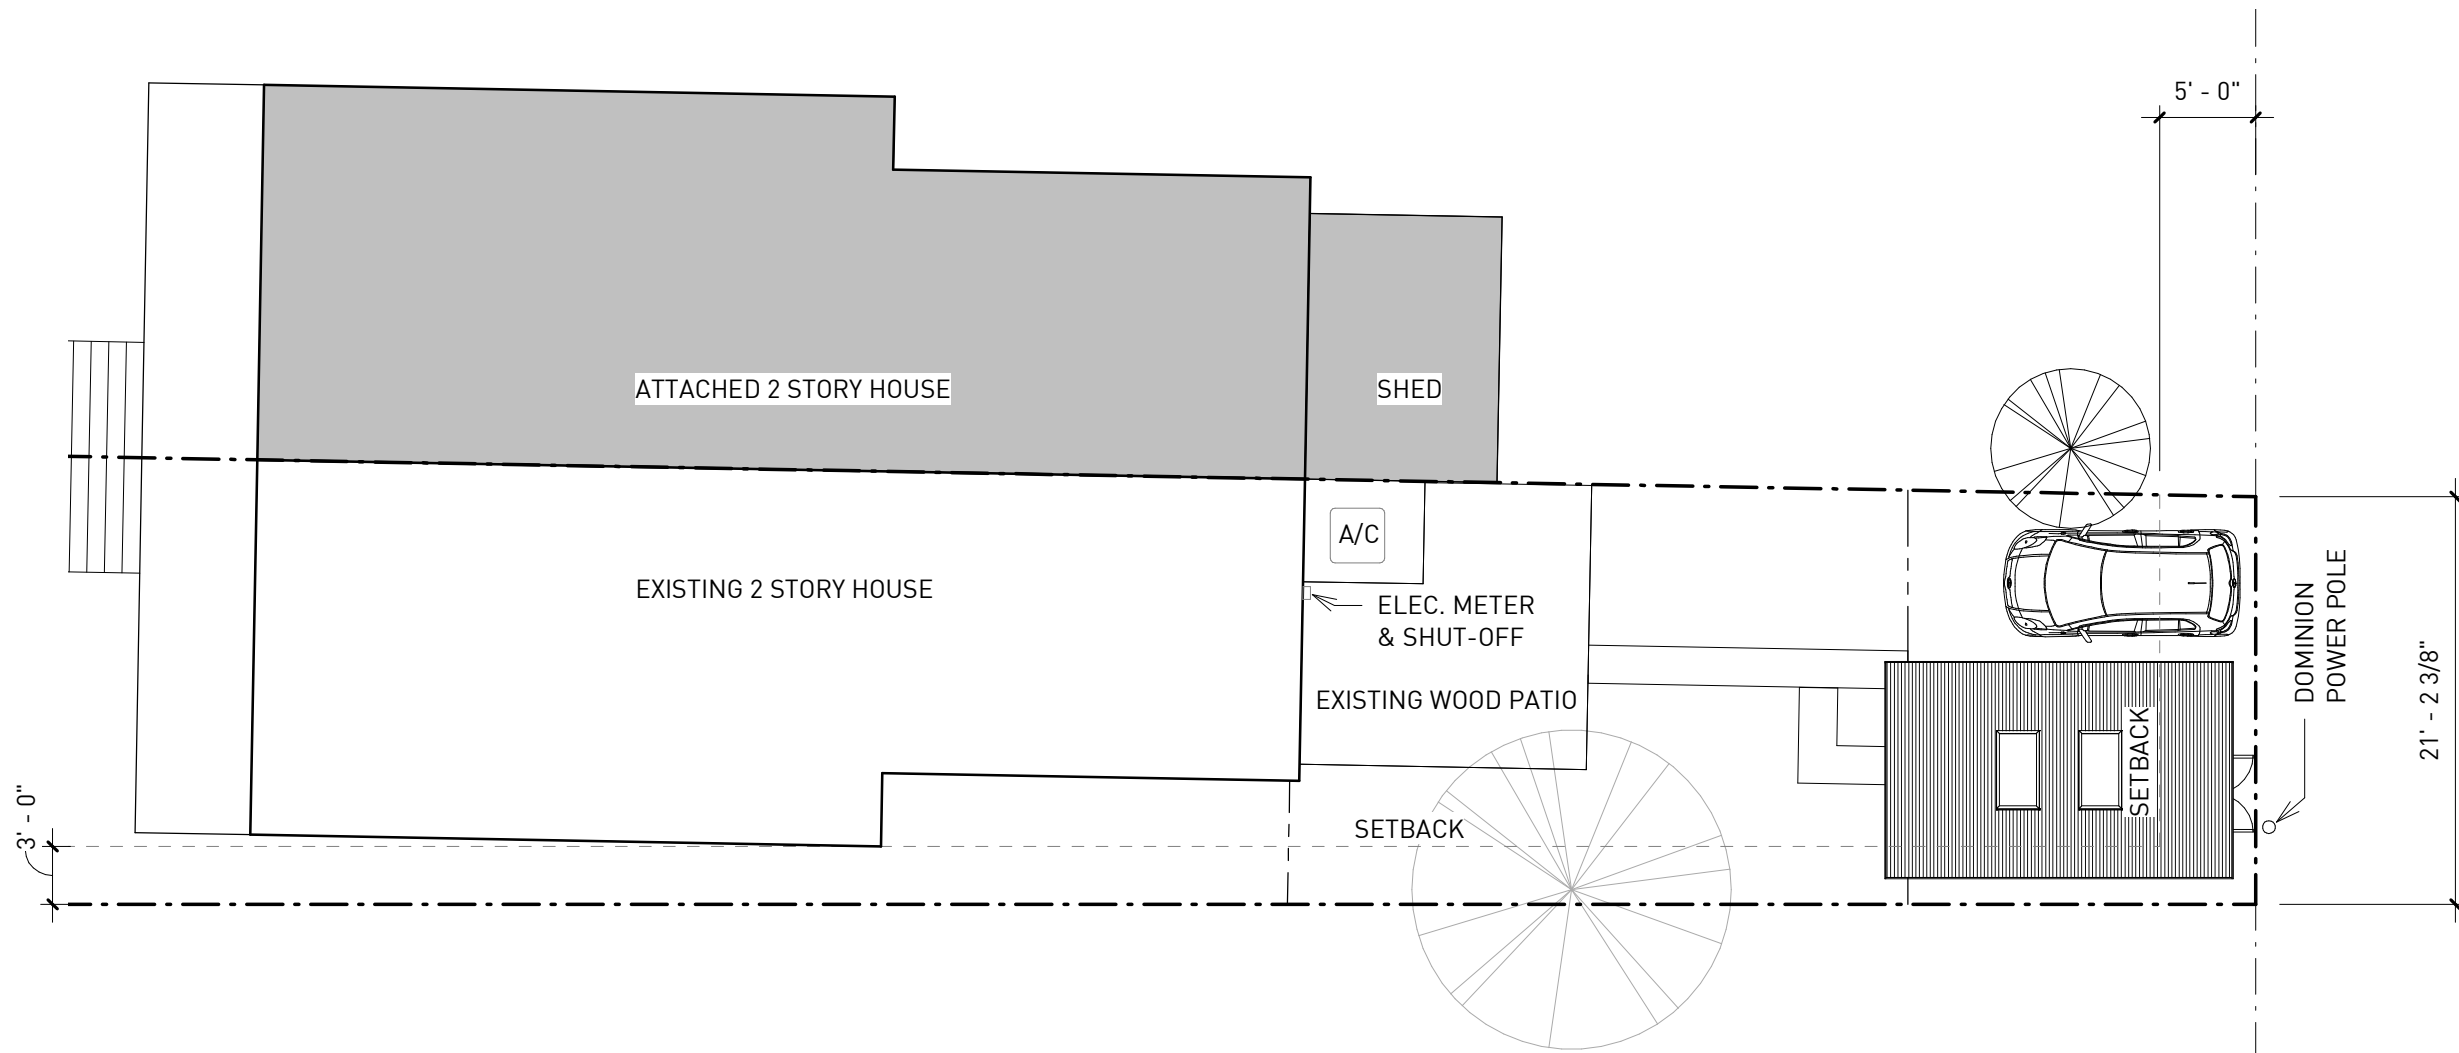 5' - 0"
ATTACHED 2 STORY HOUSE
SHED
A/C
EXISTING 2 STORY HOUSE
ELEC. METER
& SHUT-OFF
DOMINION
POWER POLE
EXISTING WOOD PATIO
21' - 2 3/8"
SETBACK
3' - 0"
SETBACK